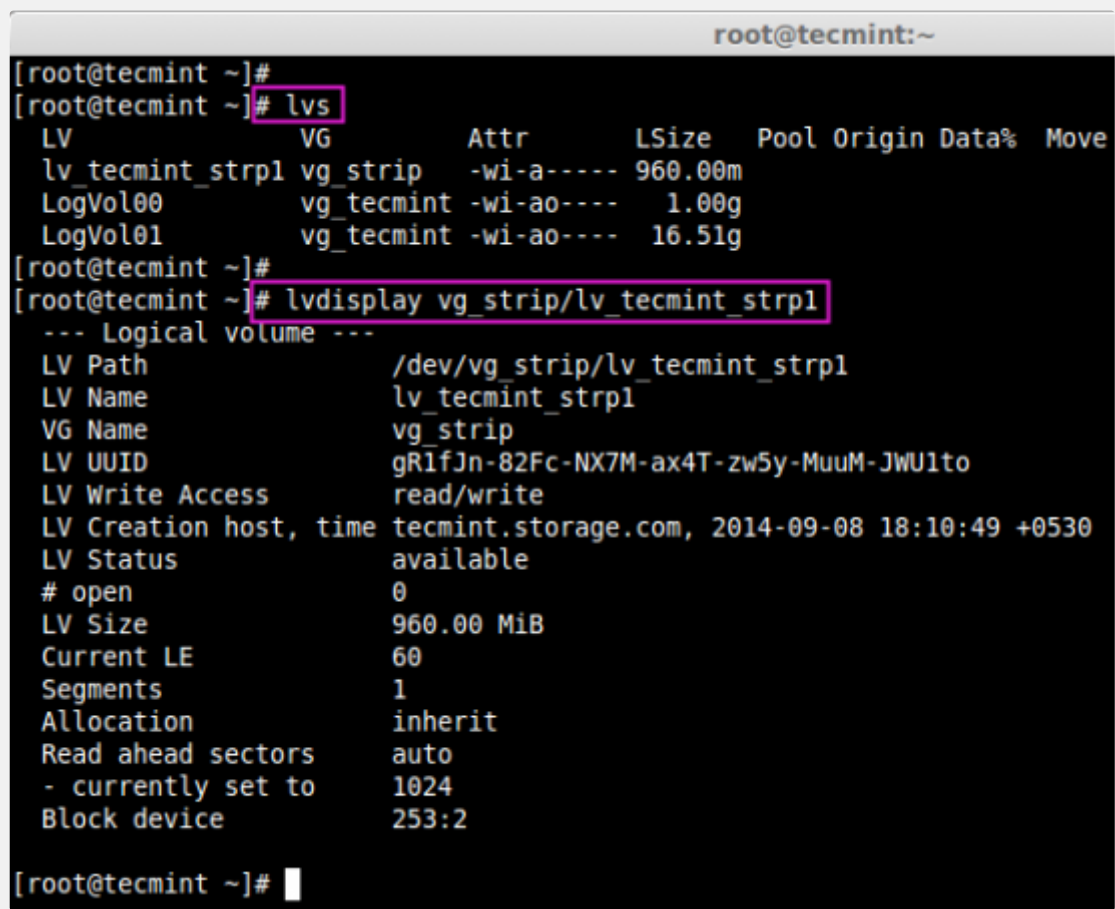 root@tecmint:~
[root@tecmint ~]#
[root@tecmint ~]# lvs
  LV             VG         Attr       LSize   Pool Origin Data%  Move
  lv_tecmint_strp1 vg_strip   -wi-a----- 960.00m
  LogVol00         vg_tecmint -wi-ao----   1.00g
  LogVol01         vg_tecmint -wi-ao----  16.51g
[root@tecmint ~]#
[root@tecmint ~]# lvdisplay vg_strip/lv_tecmint_strp1
  --- Logical volume ---
  LV Path                /dev/vg_strip/lv_tecmint_strp1
  LV Name                lv_tecmint_strp1
  VG Name                vg_strip
  LV UUID                gR1fJn-82Fc-NX7M-ax4T-zw5y-MuuM-JWU1to
  LV Write Access        read/write
  LV Creation host, time tecmint.storage.com, 2014-09-08 18:10:49 +0530
  LV Status              available
  # open                 0
  LV Size                960.00 MiB
  Current LE             60
  Segments               1
  Allocation             inherit
  Read ahead sectors     auto
  - currently set to     1024
  Block device           253:2
[root@tecmint ~]#